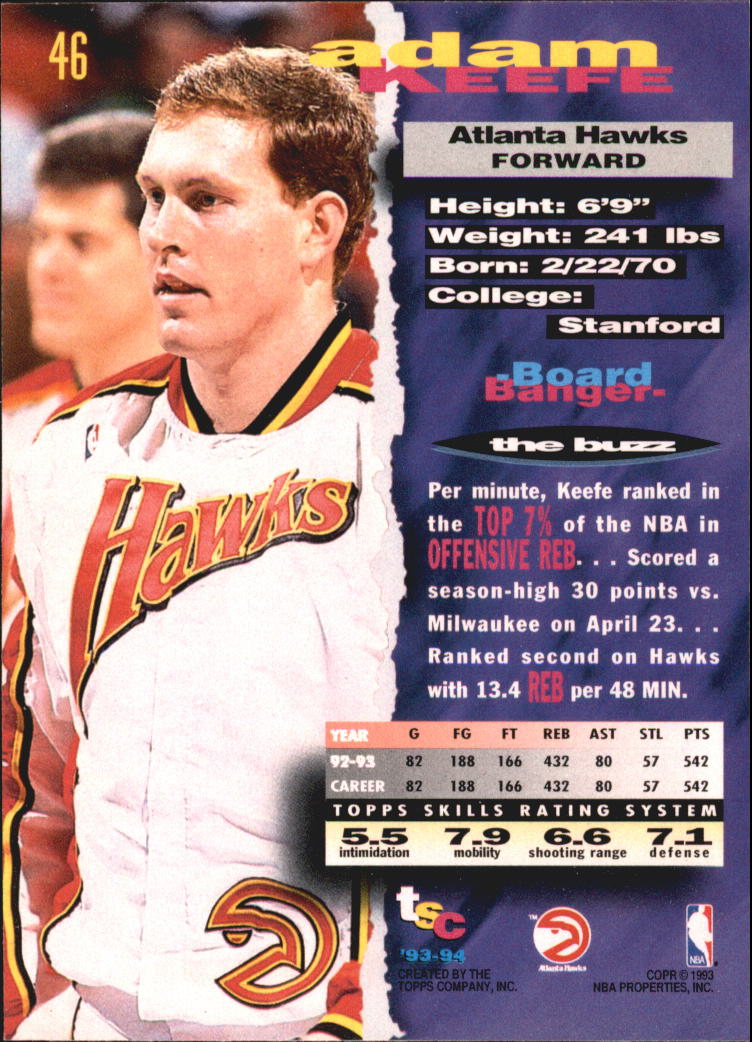 46
adam
KEEFE
Atlanta Hawks
FORWARD
Height: 6'9"
Weight: 241 lbs
Born: 2/22/70
College:
Stanford
-Board
Banger-
the buzz
Per minute, Keefe ranked in
the TOP 7% of the NBA in
OFFENSIVE REB. . . Scored a
season-high 30 points vs.
Milwaukee on April 23. . .
Ranked second on Hawks
with 13.4 REB per 48 MIN.
Hawks
YEAR G FG FT REB AST STL PTS
92-93 82 188 166 432 80 57 542
CAREER 82 188 166 432 80 57 542
TOPPS SKILLS RATING SYSTEM
5.5 7.9 6.6 7.1
intimidation mobility shooting range defense
tsc
'93-94
CREATED BY THE
TOPPS COMPANY, INC.
TM
Atlanta Hawks
NBA
COPR © 1993
NBA PROPERTIES, INC.